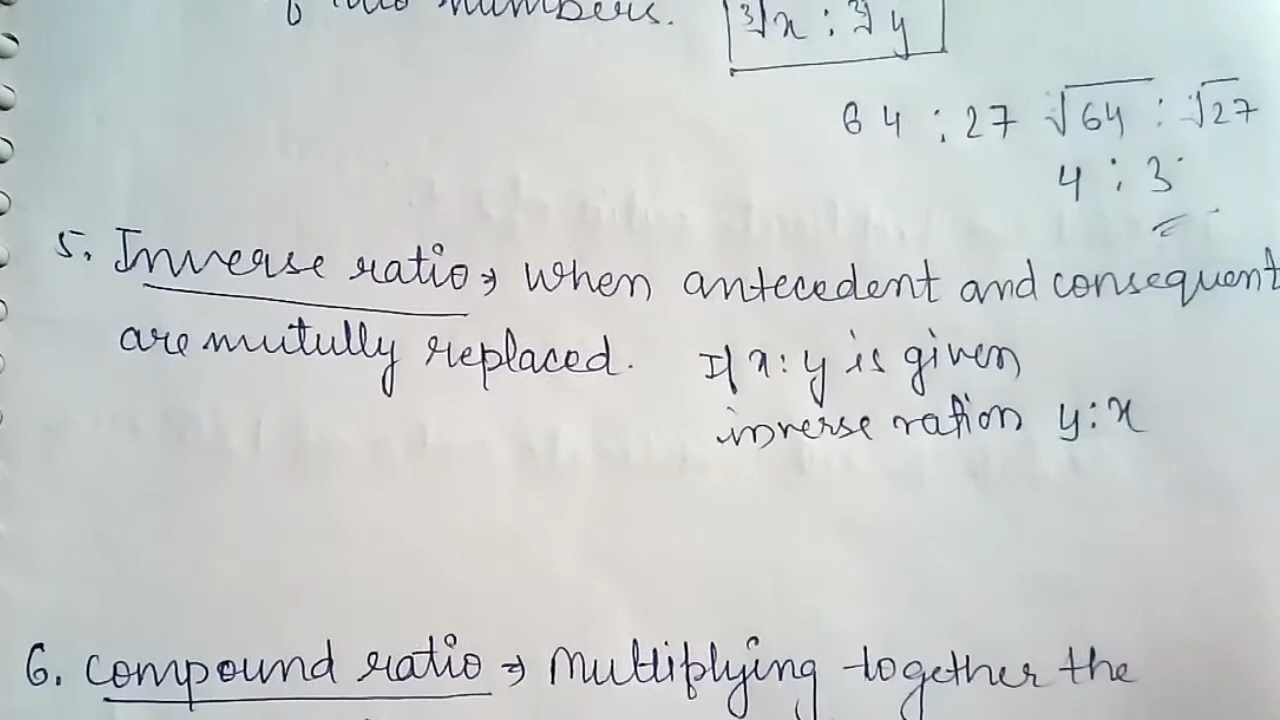 numbers. ∛x : ∛y
64 : 27 ∛64 : ∛27
4 : 3
5. Inverse ratio → When antecedent and consequent
are mutully replaced. If x : y is given
inverse ration y : x
6. Compound ratio → Multiplying together the